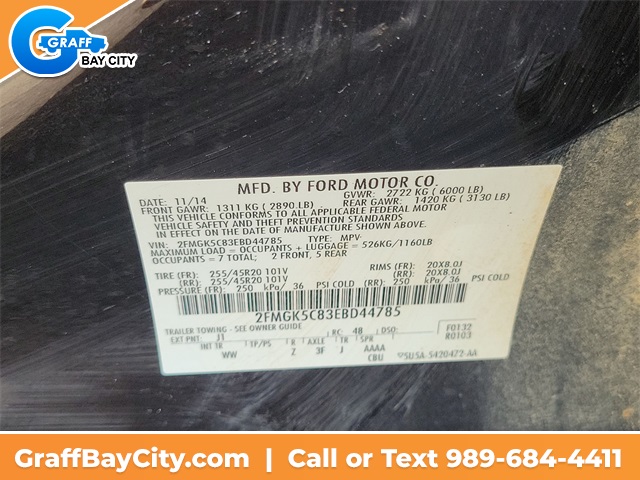 GRAFF
BAY CITY
MFD. BY FORD MOTOR CO.
DATE: 11/14 GVWR: 2722 KG ( 6000 LB)
FRONT GAWR: 1311 KG ( 2890 LB) REAR GAWR: 1420 KG ( 3130 LB)
THIS VEHICLE CONFORMS TO ALL APPLICABLE FEDERAL MOTOR
VEHICLE SAFETY AND THEFT PREVENTION STANDARDS
IN EFFECT ON THE DATE OF MANUFACTURE SHOWN ABOVE.
VIN: 2FMGK5C83EBD44785 TYPE: MPV
MAXIMUM LOAD = OCCUPANTS + LUGGAGE = 526KG/1160LB
OCCUPANTS = 7 TOTAL; 2 FRONT, 5 REAR
TIRE (FR): 255/45R20 101V RIMS (FR): 20X8.0J
(RR): 255/45R20 101V (RR): 20X8.0J
PRESSURE (FR): 250 kPa/ 36 PSI COLD (RR): 250 kPa/ 36 PSI COLD
2FMGK5C83EBD44785
TRAILER TOWING - SEE OWNER GUIDE
EXT PNT: J1 RC: 48 DSO: F0132
R0103
INT TR TP/PS R AXLE TR SPR
WW Z 3F J AAAA
CBU 5U5A-5420472-AA
GraffBayCity.com | Call or Text 989-684-4411